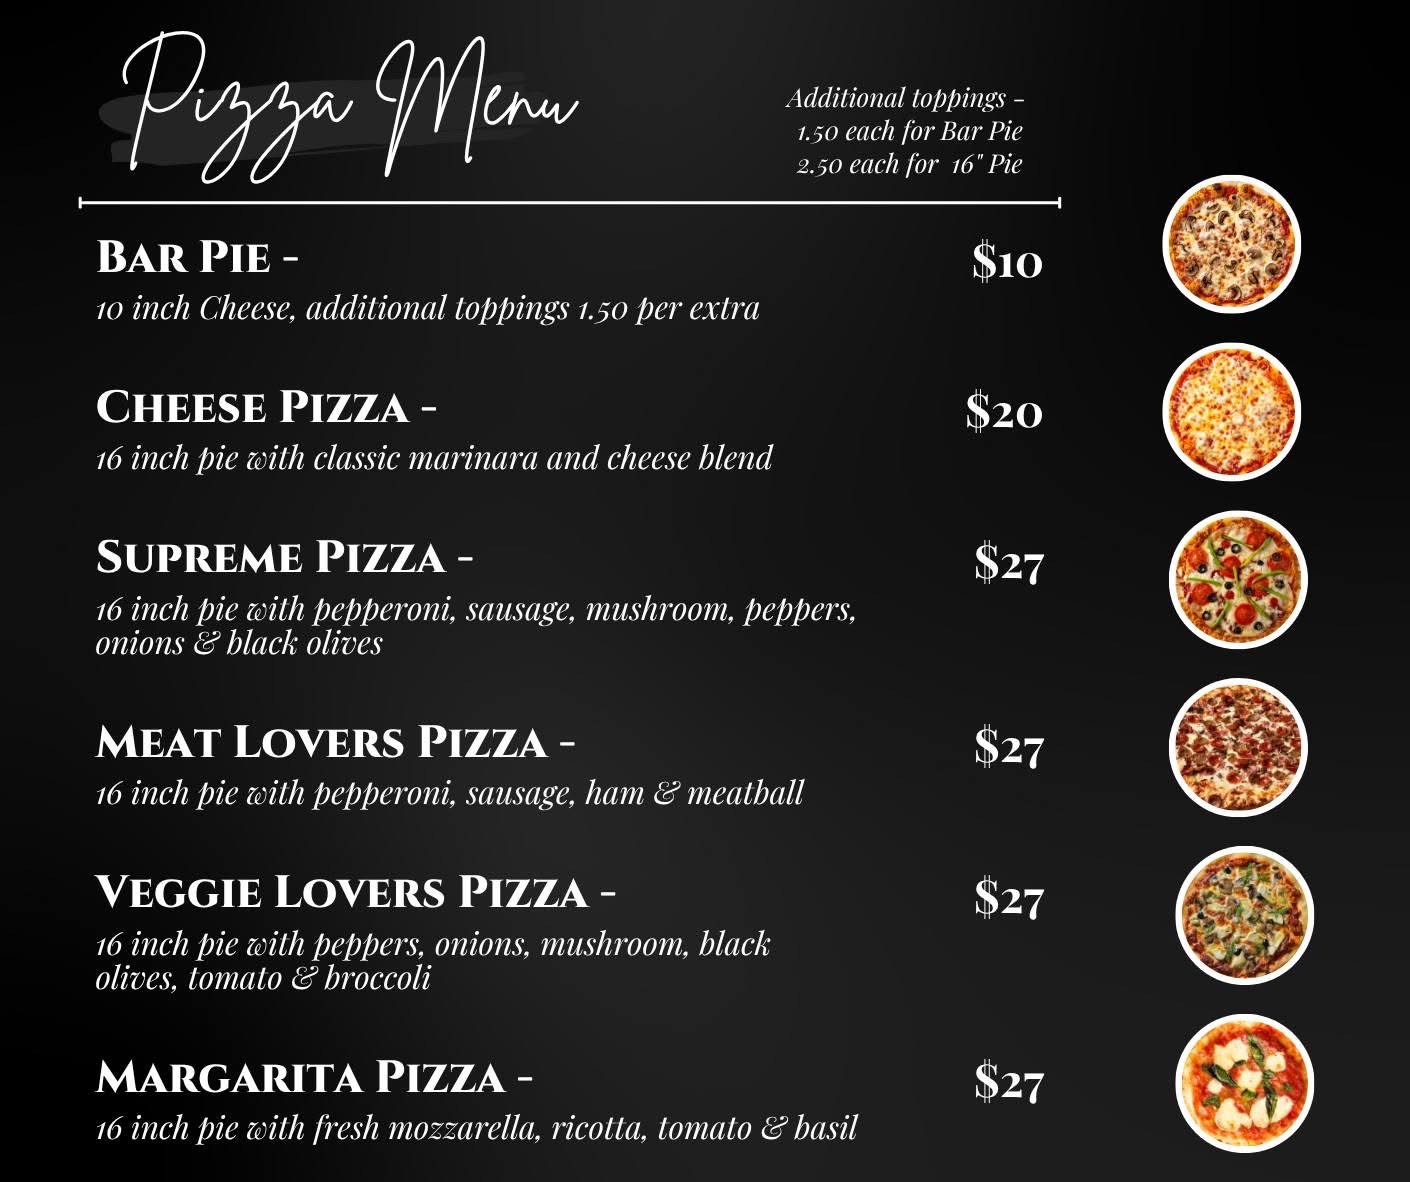 Pizza Menu
Additional toppings -
1.50 each for Bar Pie
2.50 each for 16" Pie
Bar Pie - $10
10 inch Cheese, additional toppings 1.50 per extra
Cheese Pizza - $20
16 inch pie with classic marinara and cheese blend
Supreme Pizza - $27
16 inch pie with pepperoni, sausage, mushroom, peppers,
onions & black olives
Meat Lovers Pizza - $27
16 inch pie with pepperoni, sausage, ham & meatball
Veggie Lovers Pizza - $27
16 inch pie with peppers, onions, mushroom, black
olives, tomato & broccoli
Margarita Pizza - $27
16 inch pie with fresh mozzarella, ricotta, tomato & basil